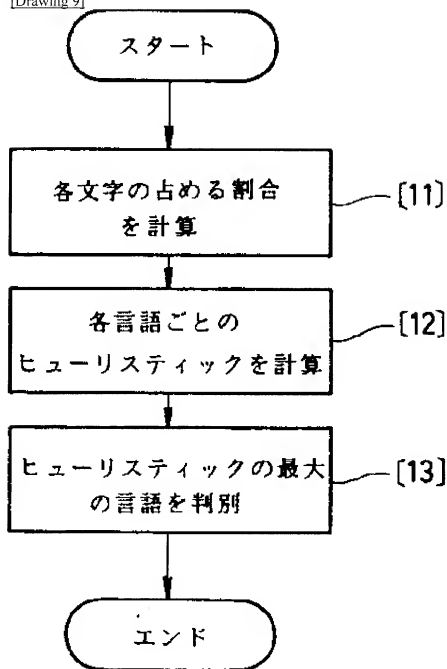 [Drawing 9]
スタート
各文字の占める割合
を計算
[11]
各言語ごとの
ヒューリスティックを計算
[12]
ヒューリスティックの最大
の言語を判別
[13]
エンド